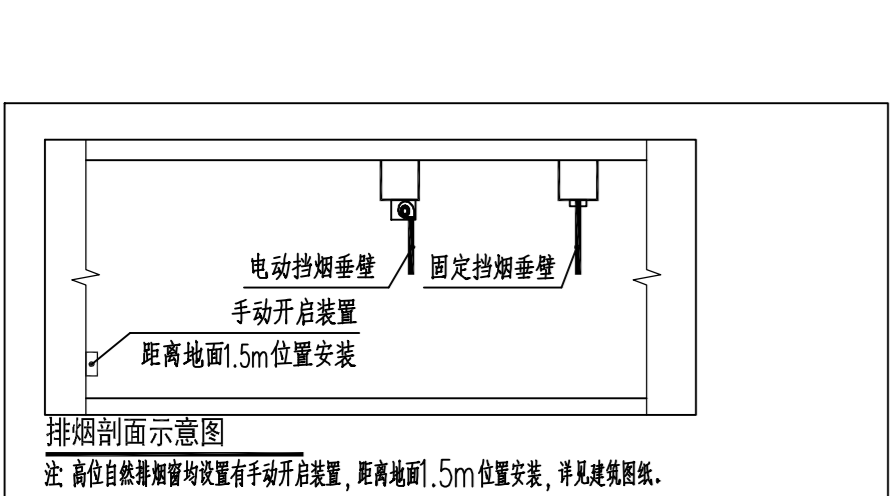 电动挡烟垂壁
固定挡烟垂壁
手动开启装置
距离地面1.5m位置安装
排烟剖面示意图
注: 高位自然排烟窗均设置有手动开启装置, 距离地面1.5m位置安装, 详见建筑图纸.